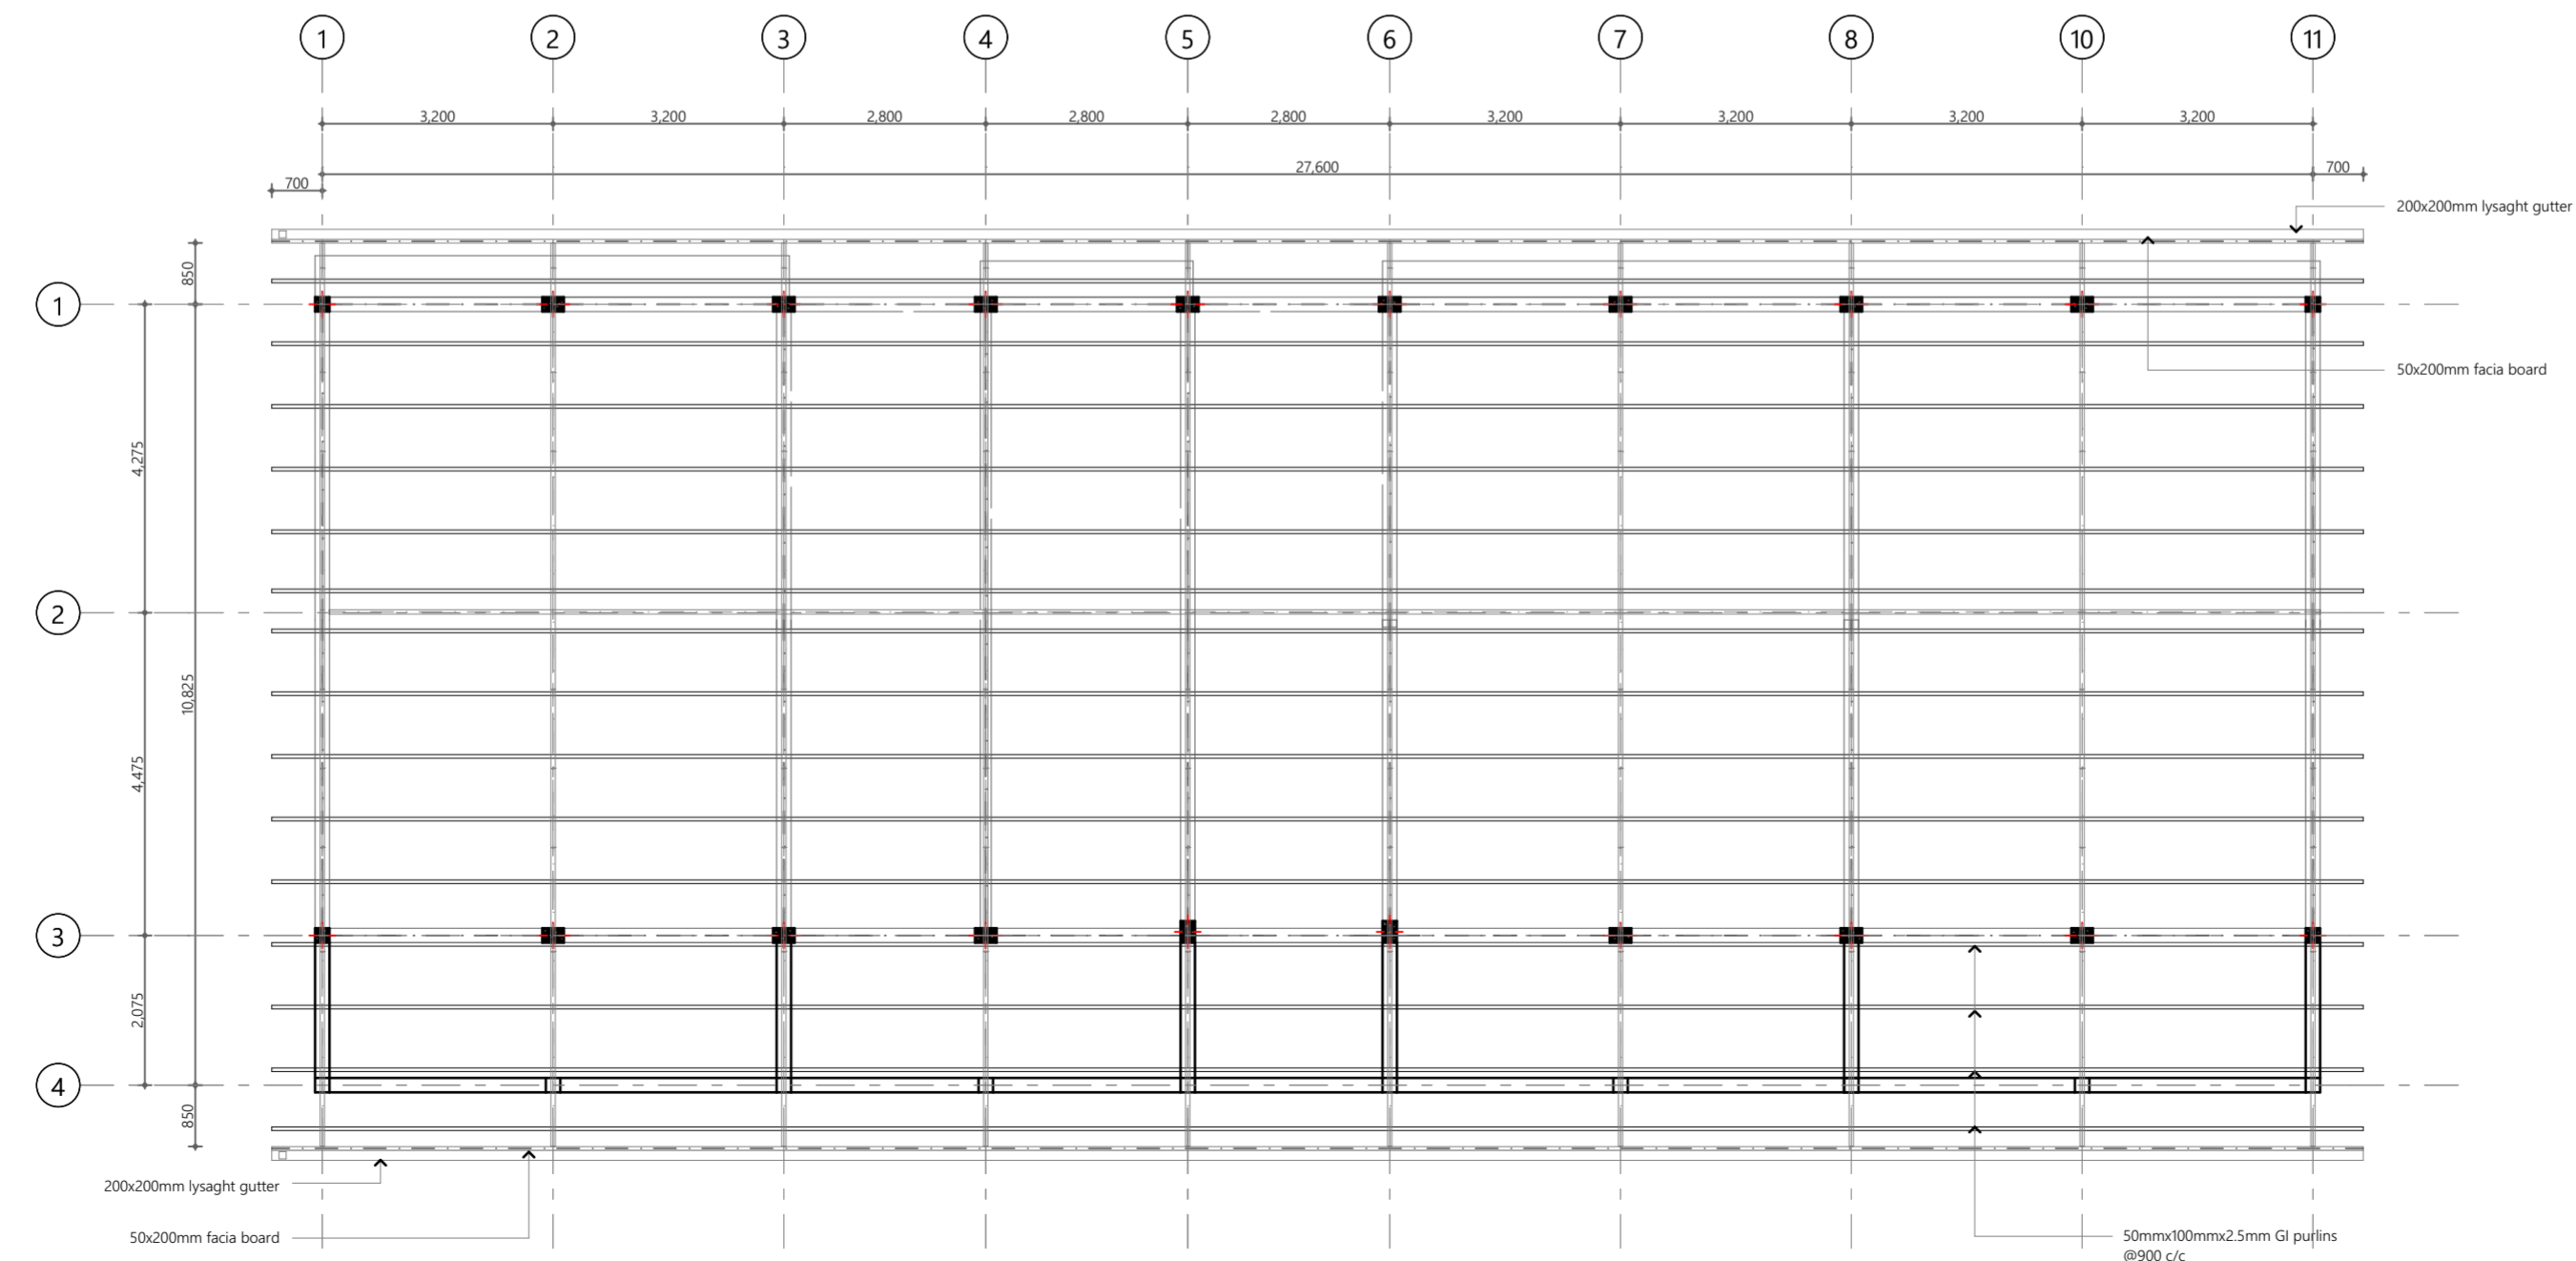 1 2 3 4 5 6 7 8 10 11
3,200 3,200 2,800 2,800 2,800 3,200 3,200 3,200 3,200
27,600
700 700
200x200mm lysaght gutter
850
1
50x200mm facia board
4,275
2
10,825
4,475
3
2,075
4
850
200x200mm lysaght gutter
50x200mm facia board
50mmx100mmx2.5mm GI purlins
@900 c/c